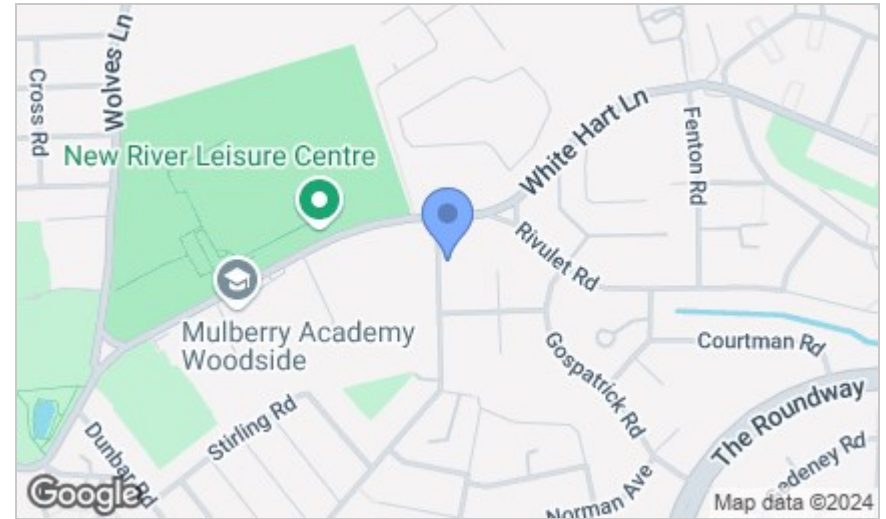 Wolves Ln
Cross Rd
New River Leisure Centre
White Hart Ln
Fenton Rd
Rivulet Rd
Mulberry Academy
Woodside
Courtman Rd
Gospatrick Rd
The Roundway
Stirling Rd
Dunbar Rd
Norman Ave
Google
Map data ©2024